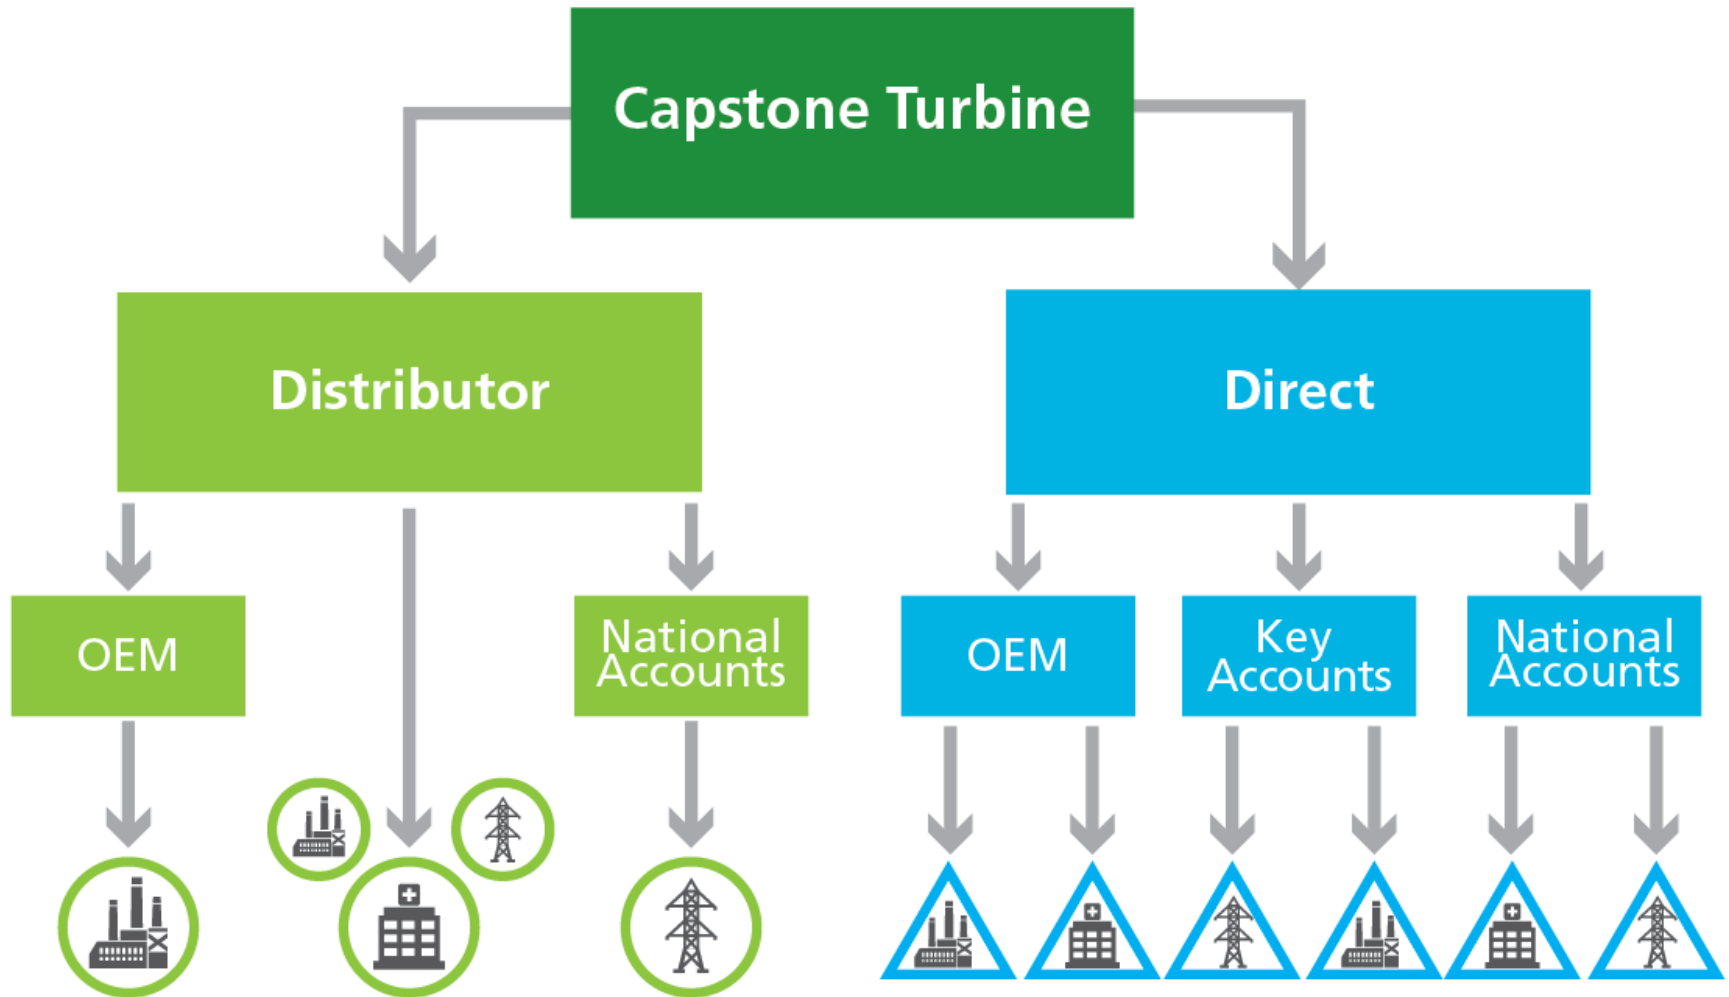 Capstone Turbine
Distributor
Direct
OEM
National
Accounts
OEM
Key
Accounts
National
Accounts